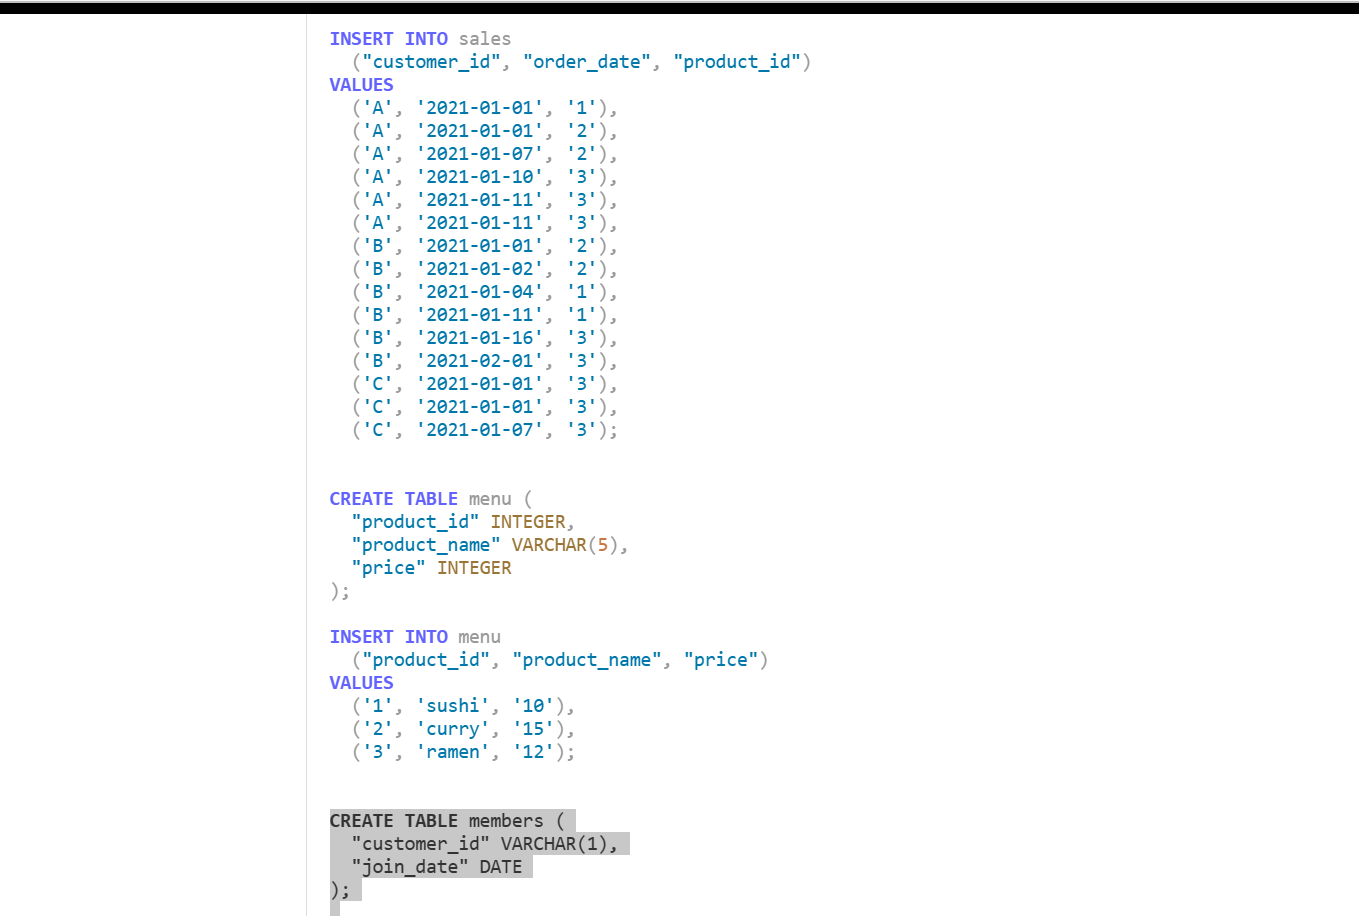 INSERT INTO sales
("customer_id", "order_date", "product_id")
VALUES
('A', '2021-01-01', '1'),
('A', '2021-01-01', '2'),
('A', '2021-01-07', '2'),
('A', '2021-01-10', '3'),
('A', '2021-01-11', '3'),
('A', '2021-01-11', '3'),
('B', '2021-01-01', '2'),
('B', '2021-01-02', '2'),
('B', '2021-01-04', '1'),
('B', '2021-01-11', '1'),
('B', '2021-01-16', '3'),
('B', '2021-02-01', '3'),
('C', '2021-01-01', '3'),
('C', '2021-01-01', '3'),
('C', '2021-01-07', '3');
CREATE TABLE menu (
"product_id" INTEGER,
"product_name" VARCHAR(5),
"price" INTEGER
);
INSERT INTO menu
("product_id", "product_name", "price")
VALUES
('1', 'sushi', '10'),
('2', 'curry', '15'),
('3', 'ramen', '12');
CREATE TABLE members (
"customer_id" VARCHAR(1),
"join_date" DATE
);